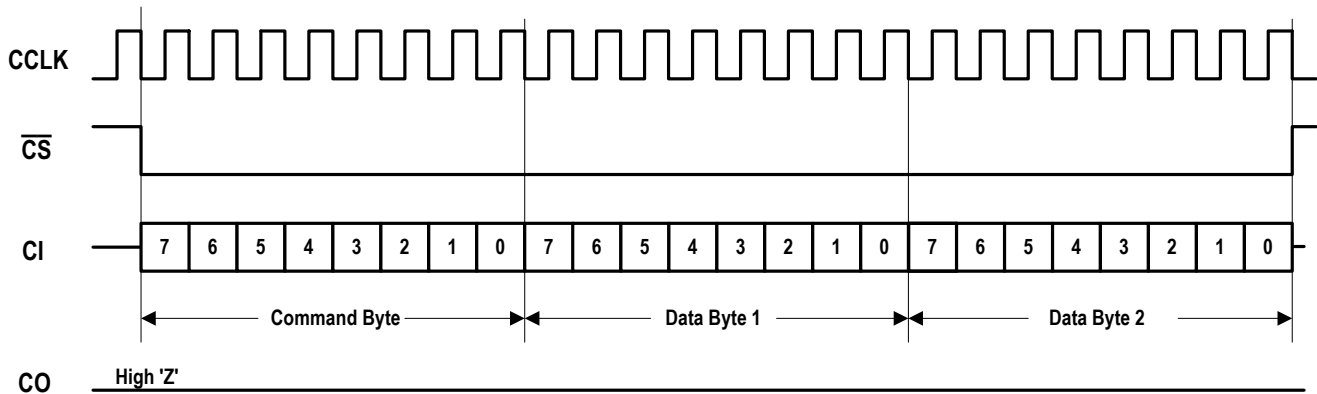 CCLK
CS
CI
7 6 5 4 3 2 1 0 7 6 5 4 3 2 1 0 7 6 5 4 3 2 1 0
Command Byte Data Byte 1 Data Byte 2
High 'Z'
CO